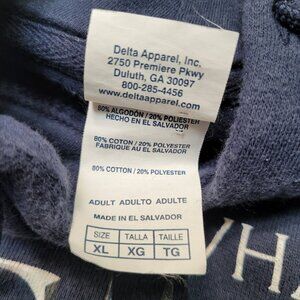 Delta Apparel, Inc.
2750 Premiere Pkwy
Duluth, GA 30097
800-285-4456
www.deltaapparel.com
80% ALGODÓN / 20% POLIESTER
HECHO EN EL SALVADOR
80% COTON / 20% POLYESTER
FABRIQUE AU EL SALVADOR
80% COTTON / 20% POLYESTER
ADULT ADULTO ADULTE
MADE IN EL SALVADOR
SIZE TALLA TAILLE
XL XG TG